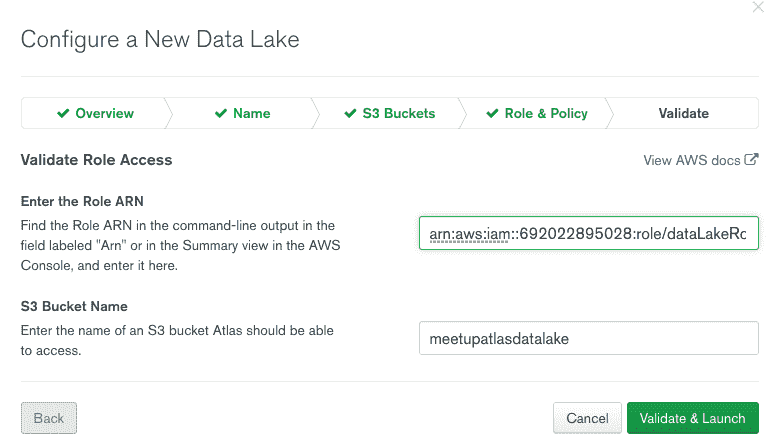 Configure a New Data Lake
Overview
Name
S3 Buckets
Role & Policy
Validate
Validate Role Access
View AWS docs
Enter the Role ARN
Find the Role ARN in the command-line output in the
field labeled "Arn" or in the Summary view in the AWS
Console, and enter it here.
arn:aws:iam::692022895028:role/dataLakeRo
S3 Bucket Name
Enter the name of an S3 bucket Atlas should be able
to access.
meetupatlasdatalake
Back
Cancel
Validate & Launch